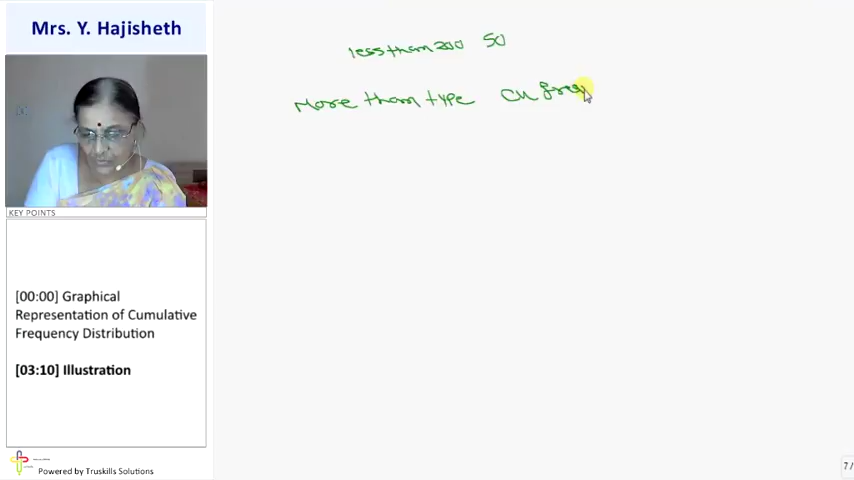 Mrs. Y. Hajisheth
less than 200 50
More than type Cu freq
KEY POINTS
[00:00] Graphical
Representation of Cumulative
Frequency Distribution
[03:10] Illustration
Powered by Truskills Solutions
7/